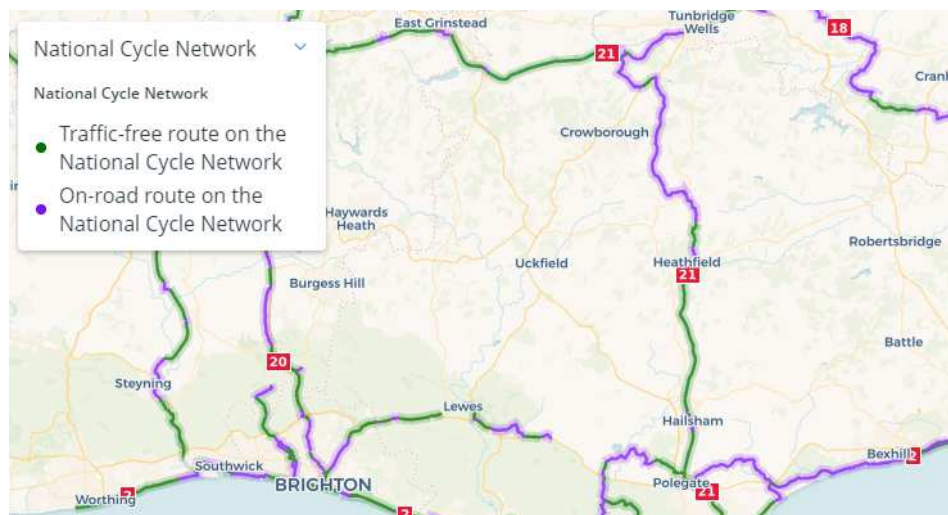 East Grinstead
Tunbridge
Wells
18
National Cycle Network
21
Cran
National Cycle Network
Traffic-free route on the
National Cycle Network
Crowborough
On-road route on the
National Cycle Network
Haywards
Heath
Robertsbridge
Uckfield
Heathfield
21
Burgess Hill
Battle
20
Steyning
Lewes
Hailsham
Bexhill
2
Southwick
BRIGHTON
Polegate
21
Worthing
2
2